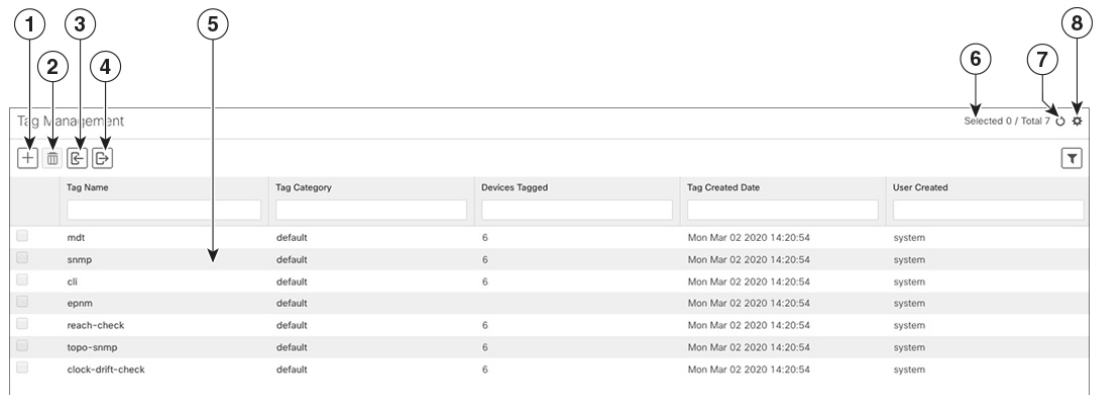 1 3 5 8
2 4 6 7
Tag Management Selected 0 / Total 7
Tag Name Tag Category Devices Tagged Tag Created Date User Created
mdt default 6 Mon Mar 02 2020 14:20:54 system
snmp default 6 Mon Mar 02 2020 14:20:54 system
cli default 6 Mon Mar 02 2020 14:20:54 system
epnm default Mon Mar 02 2020 14:20:54 system
reach-check default 6 Mon Mar 02 2020 14:20:54 system
topo-snmp default 6 Mon Mar 02 2020 14:20:54 system
clock-drift-check default 6 Mon Mar 02 2020 14:20:54 system